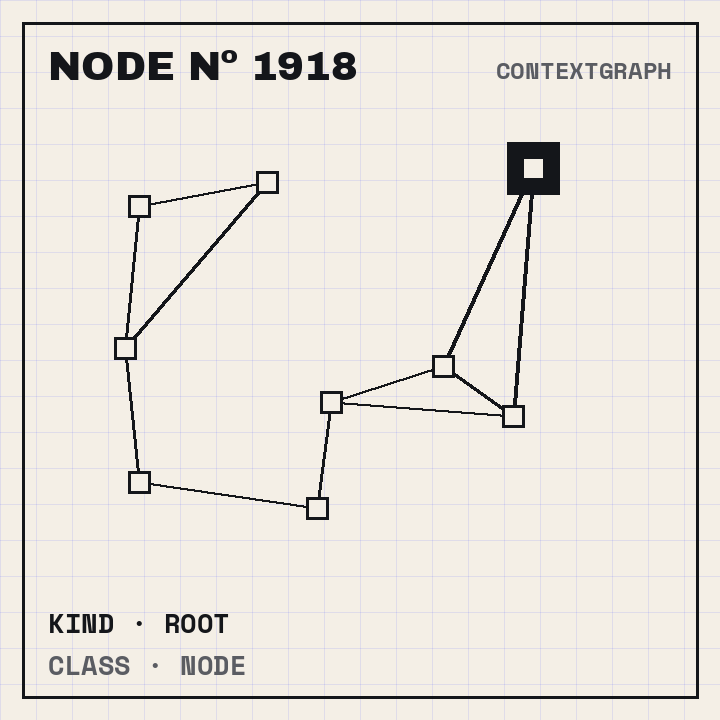 NODE Nº 1918
CONTEXTGRAPH
KIND · ROOT
CLASS · NODE